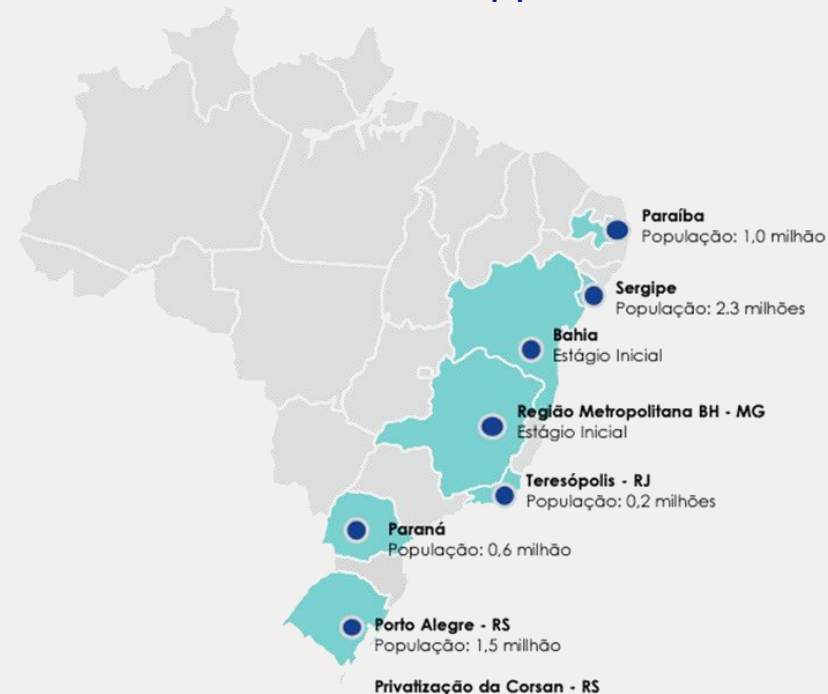 Paraíba
População: 1,0 milhão
Sergipe
População: 2.3 milhões
Bahia
Estágio Inicial
Região Metropolitana BH - MG
Estágio Inicial
Teresópolis - RJ
População: 0,2 milhões
Paraná
População: 0,6 milhão
Porto Alegre - RS
População: 1,5 millhão
Privatização da Corsan - RS